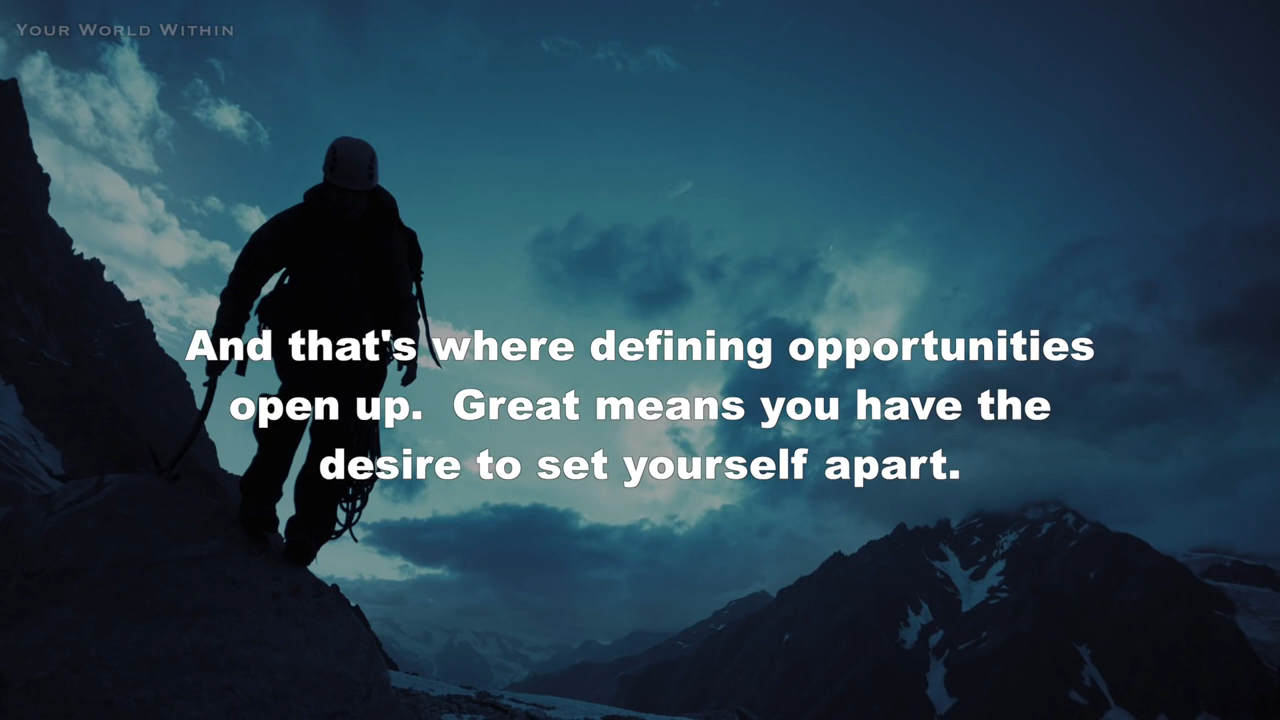 Your World Within
And that's where defining opportunities
open up.  Great means you have the
desire to set yourself apart.